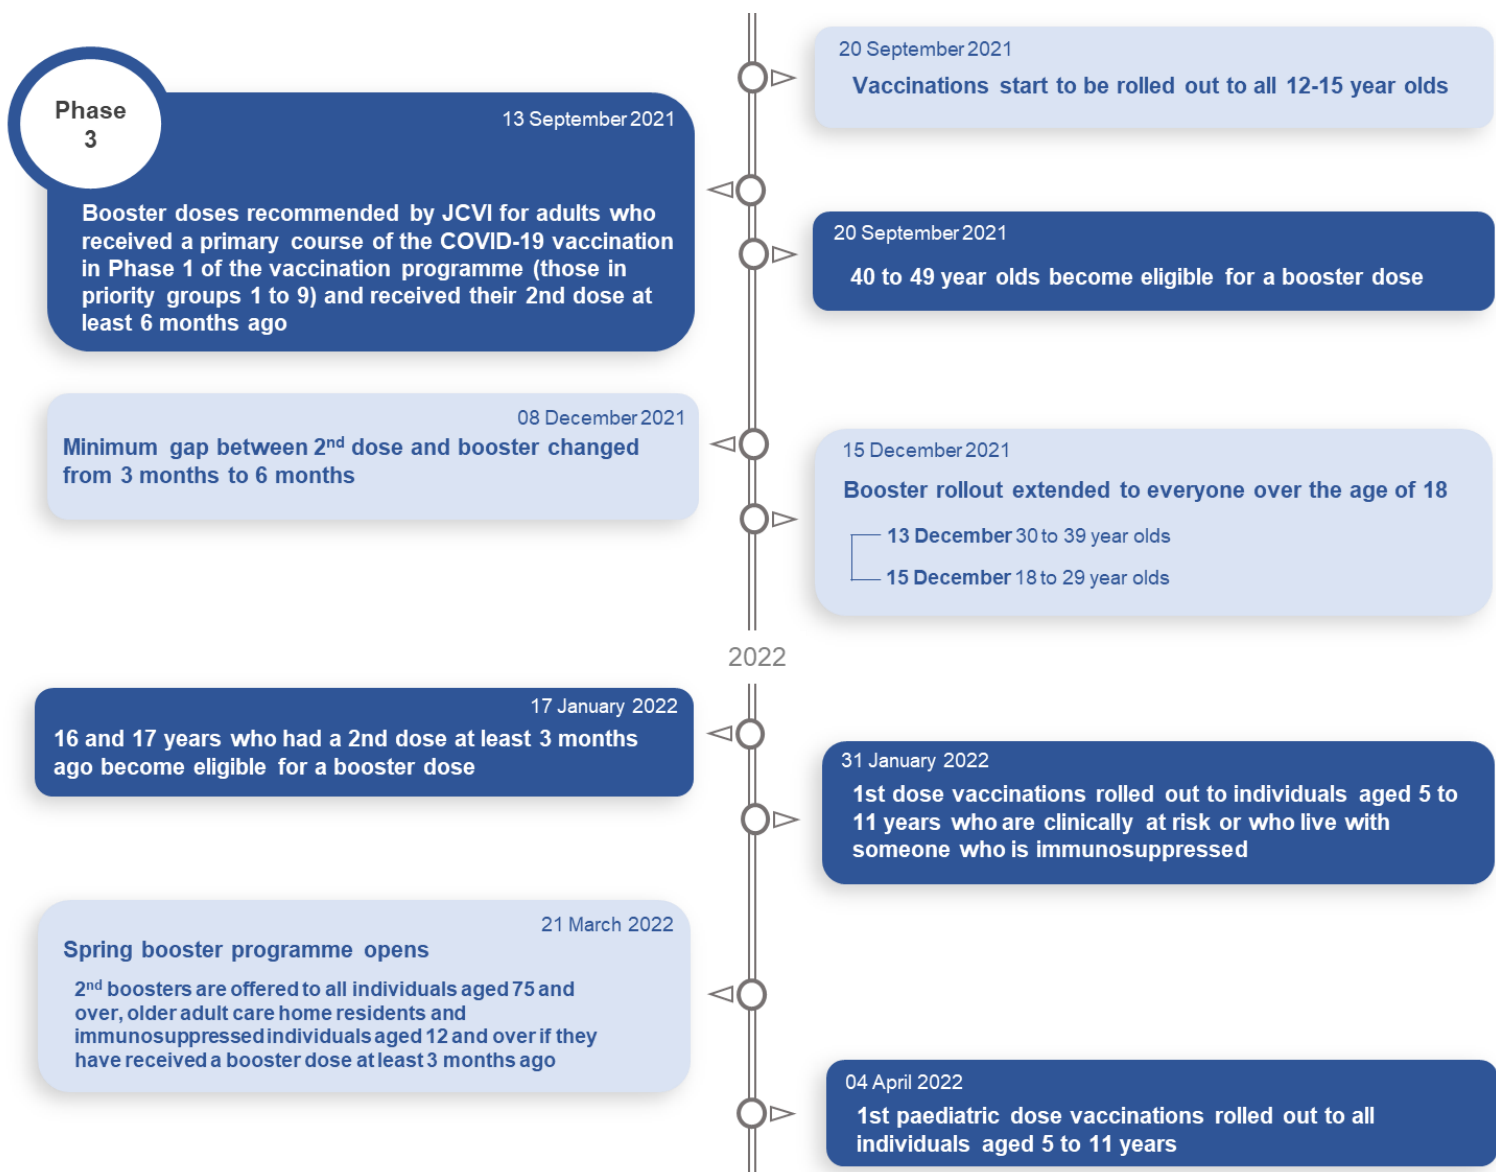 20 September 2021
Vaccinations start to be rolled out to all 12-15 year olds
Phase
3
13 September 2021
Booster doses recommended by JCVI for adults who
received a primary course of the COVID-19 vaccination
in Phase 1 of the vaccination programme (those in
priority groups 1 to 9) and received their 2nd dose at
least 6 months ago
20 September 2021
40 to 49 year olds become eligible for a booster dose
08 December 2021
Minimum gap between 2nd dose and booster changed
from 3 months to 6 months
15 December 2021
Booster rollout extended to everyone over the age of 18
13 December 30 to 39 year olds
15 December 18 to 29 year olds
2022
17 January 2022
16 and 17 years who had a 2nd dose at least 3 months
ago become eligible for a booster dose
31 January 2022
1st dose vaccinations rolled out to individuals aged 5 to
11 years who are clinically at risk or who live with
someone who is immunosuppressed
21 March 2022
Spring booster programme opens
2nd boosters are offered to all individuals aged 75 and
over, older adult care home residents and
immunosuppressed individuals aged 12 and over if they
have received a booster dose at least 3 months ago
04 April 2022
1st paediatric dose vaccinations rolled out to all
individuals aged 5 to 11 years